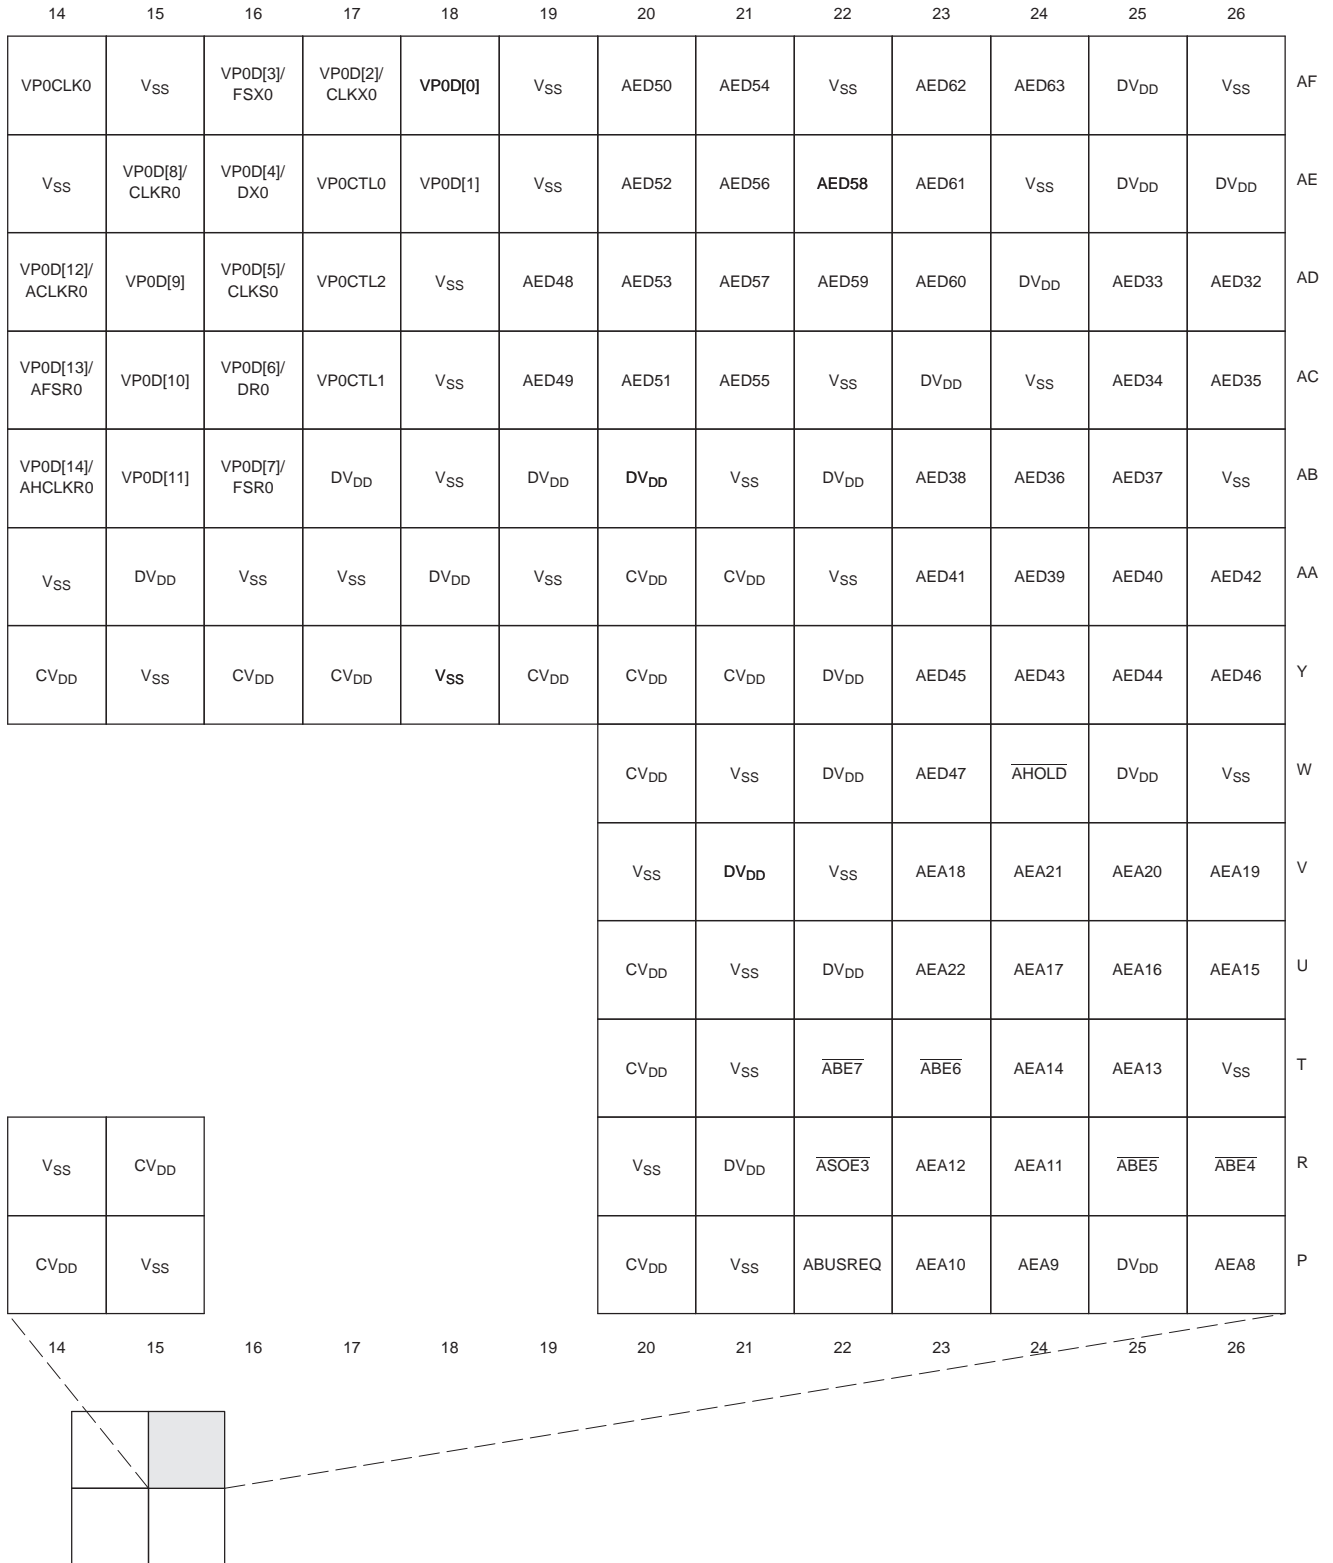 14 15 16 17 18 19 20 21 22 23 24 25 26
VP0CLK0 VSS VP0D[3]/ FSX0 VP0D[2]/ CLKX0 VP0D[0] VSS AED50 AED54 VSS AED62 AED63 DVDD VSS AF
VSS VP0D[8]/ CLKR0 VP0D[4]/ DX0 VP0CTL0 VP0D[1] VSS AED52 AED56 AED58 AED61 VSS DVDD DVDD AE
VP0D[12]/ ACLKR0 VP0D[9] VP0D[5]/ CLKS0 VP0CTL2 VSS AED48 AED53 AED57 AED59 AED60 DVDD AED33 AED32 AD
VP0D[13]/ AFSR0 VP0D[10] VP0D[6]/ DR0 VP0CTL1 VSS AED49 AED51 AED55 VSS DVDD VSS AED34 AED35 AC
VP0D[14]/ AHCLKR0 VP0D[11] VP0D[7]/ FSR0 DVDD VSS DVDD DVDD VSS DVDD AED38 AED36 AED37 VSS AB
VSS DVDD VSS VSS DVDD VSS CVDD CVDD VSS AED41 AED39 AED40 AED42 AA
CVDD VSS CVDD CVDD VSS CVDD CVDD CVDD DVDD AED45 AED43 AED44 AED46 Y
CVDD VSS DVDD AED47 AHOLD DVDD VSS W
VSS DVDD VSS AEA18 AEA21 AEA20 AEA19 V
CVDD VSS DVDD AEA22 AEA17 AEA16 AEA15 U
CVDD VSS ABE7 ABE6 AEA14 AEA13 VSS T
VSS CVDD VSS DVDD ASOE3 AEA12 AEA11 ABE5 ABE4 R
CVDD VSS CVDD VSS ABUSREQ AEA10 AEA9 DVDD AEA8 P
14 15 16 17 18 19 20 21 22 23 24 25 26